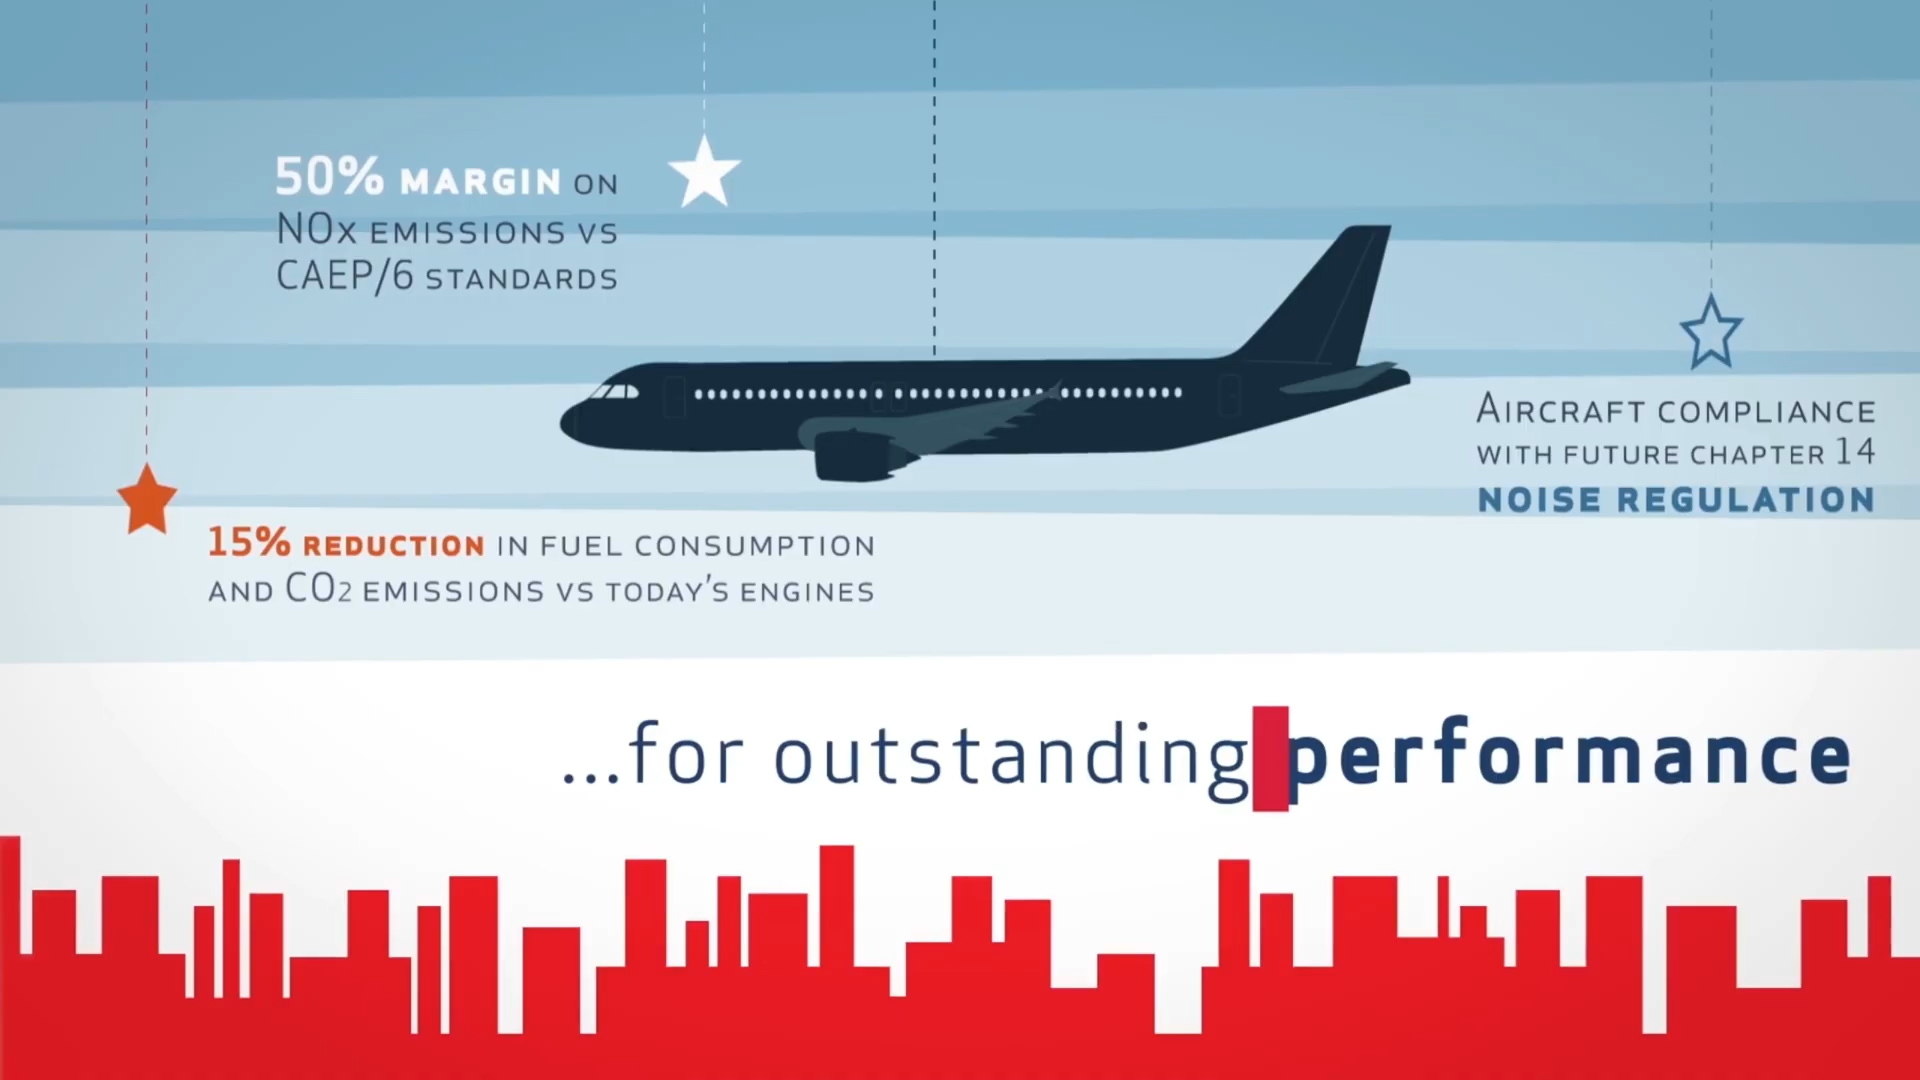 50% MARGIN ON
NOx EMISSIONS VS
CAEP/6 STANDARDS
AIRCRAFT COMPLIANCE
WITH FUTURE CHAPTER 14
NOISE REGULATION
15% REDUCTION IN FUEL CONSUMPTION
AND CO2 EMISSIONS VS TODAY'S ENGINES
...for outstanding performance